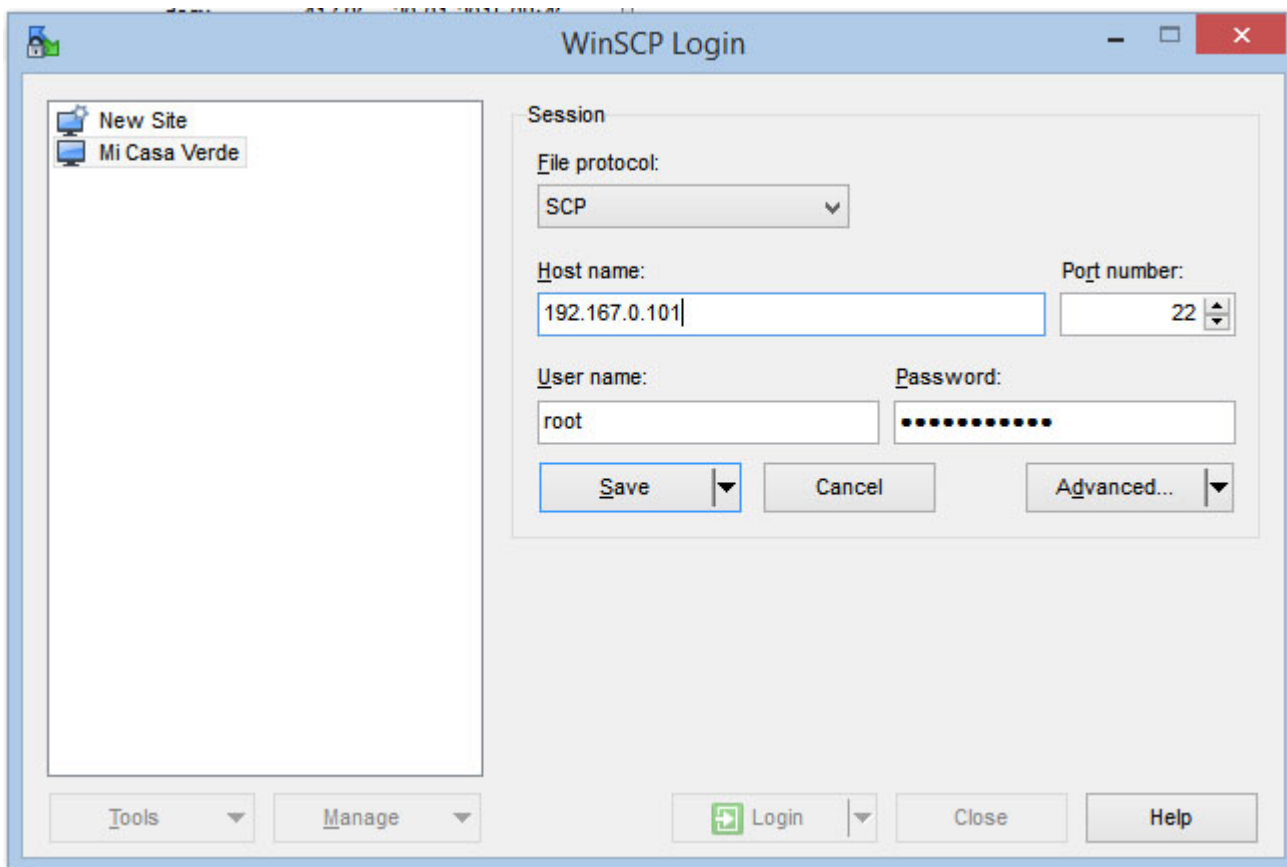 WinSCP Login
New Site
Mi Casa Verde
Session
File protocol:
SCP
Host name: Port number:
192.167.0.101 22
User name: Password:
root •••••••••••
Save Cancel Advanced...
Tools Manage Login Close Help